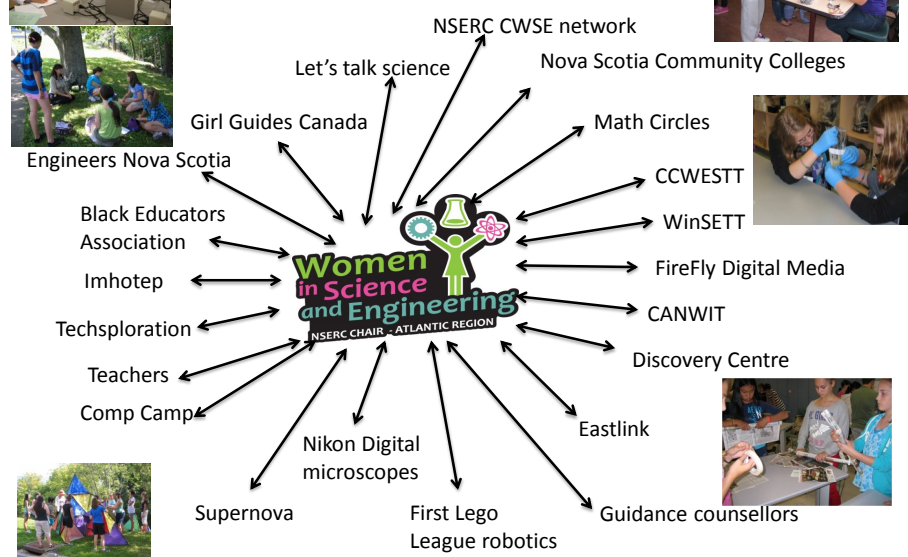 NSERC CWSE network
Let's talk science
Nova Scotia Community Colleges
Girl Guides Canada
Math Circles
Engineers Nova Scotia
CCWESTT
Black Educators
Association
WinSETT
Imhotep
FireFly Digital Media
Women
in Science
and Engineering
NSERC CHAIR - ATLANTIC REGION
CANWIT
Techsploration
Discovery Centre
Teachers
Comp Camp
Eastlink
Nikon Digital
microscopes
Supernova
First Lego
League robotics
Guidance counsellors